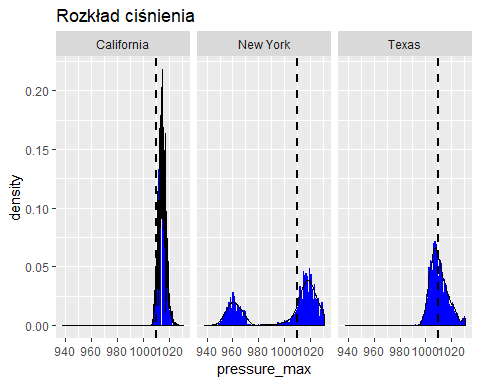 Rozkład ciśnienia
California New York Texas
0.20
0.15
0.10
0.05
0.00
density
940 960 980 1000 1020 940 960 980 1000 1020 940 960 980 1000 1020
pressure_max